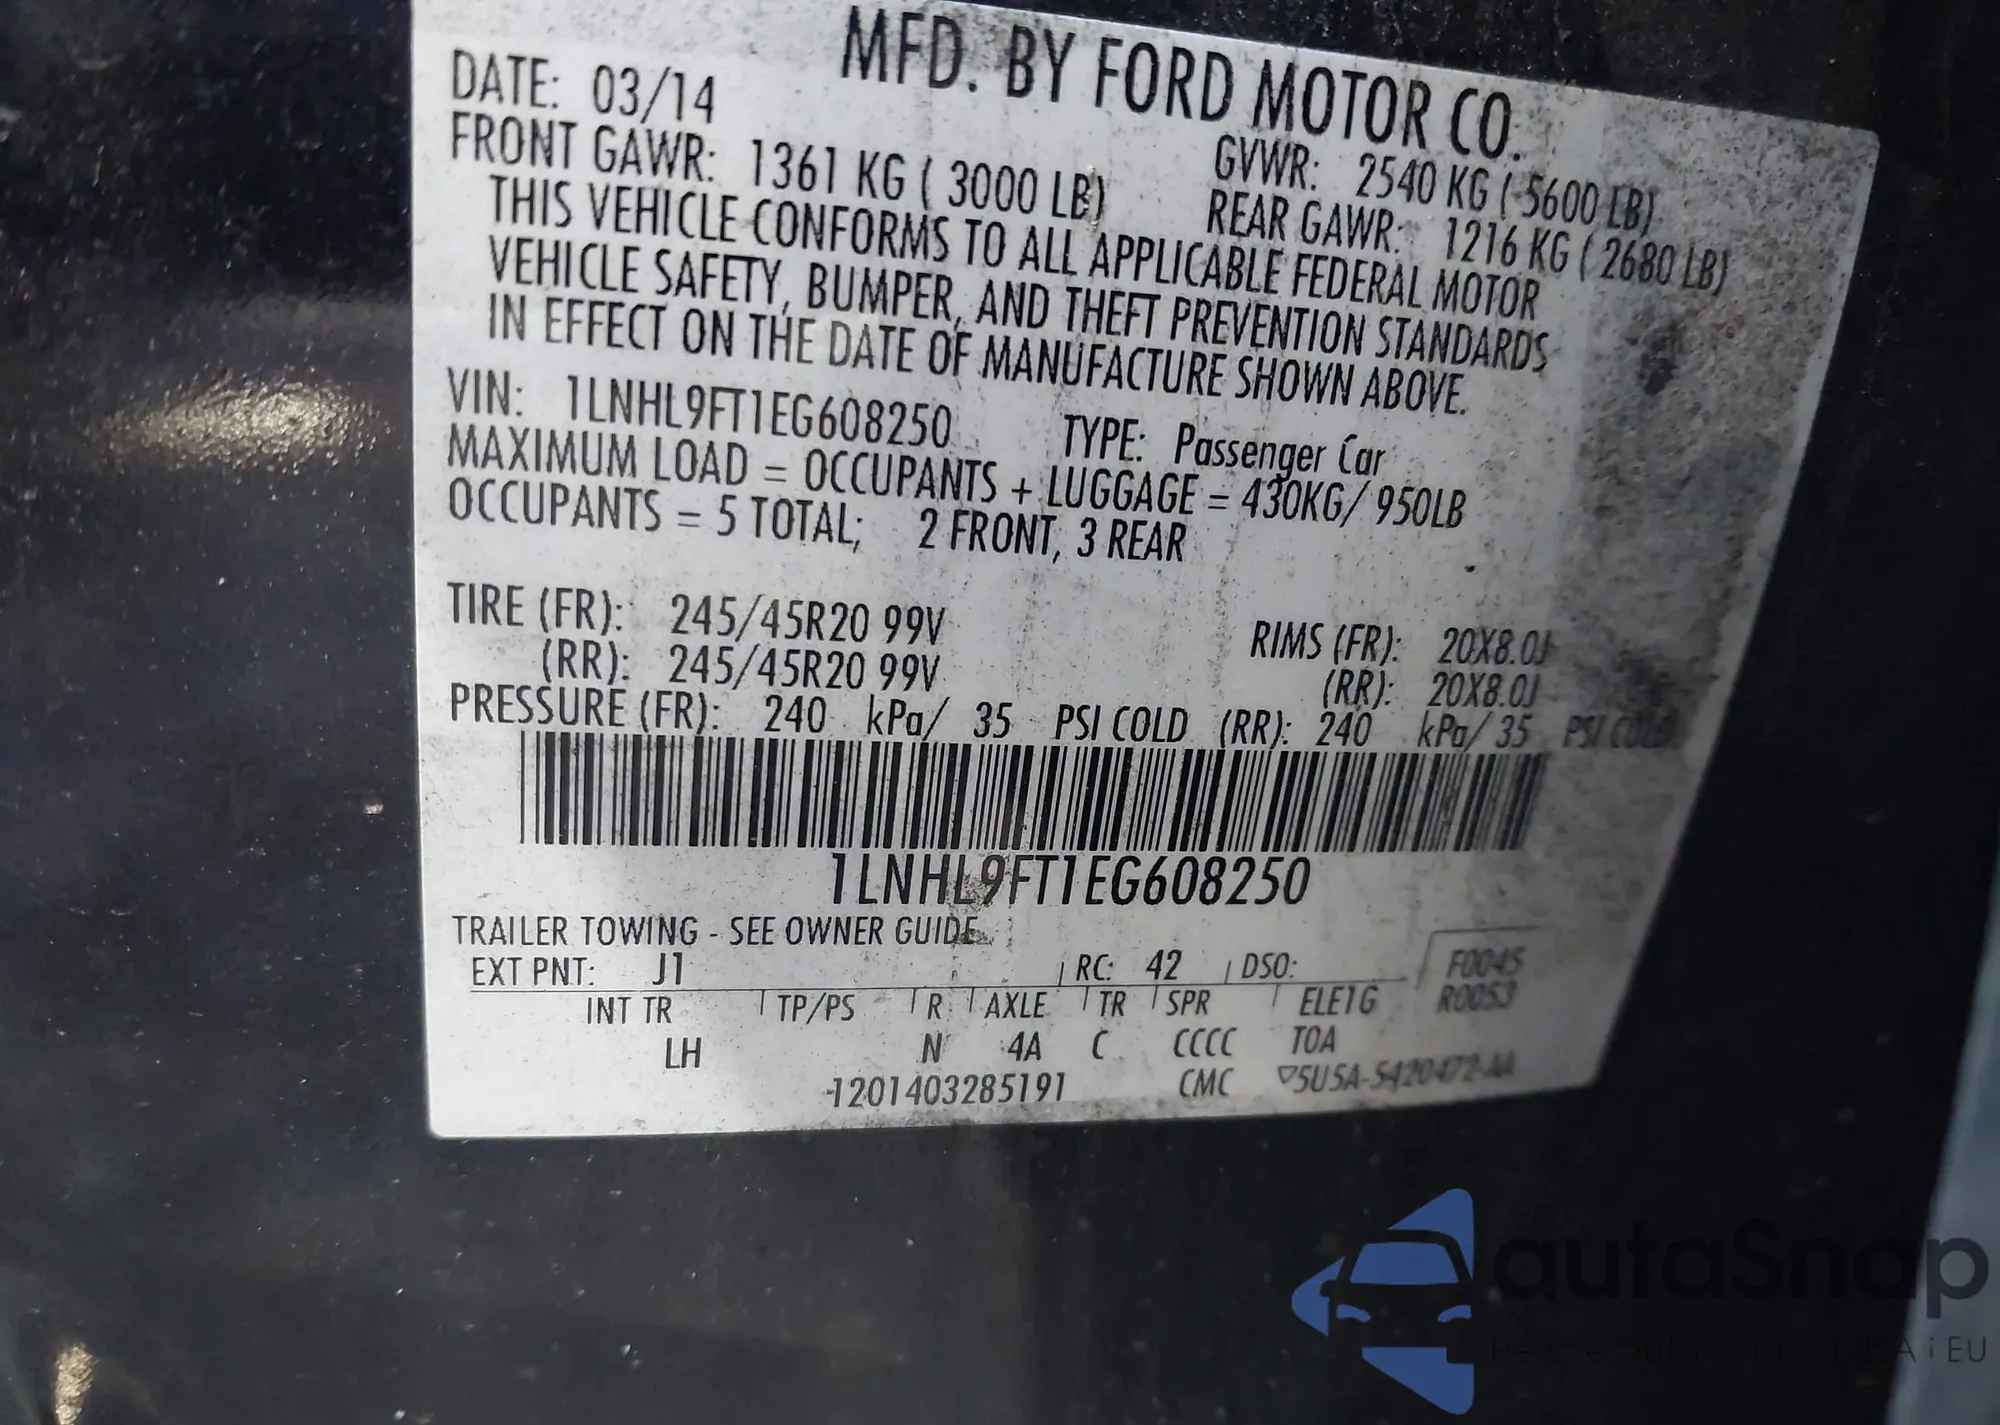 MFD. BY FORD MOTOR CO.
DATE: 03/14 GVWR: 2540 KG ( 5600 LB)
FRONT GAWR: 1361 KG ( 3000 LB) REAR GAWR: 1216 KG ( 2680 LB)
THIS VEHICLE CONFORMS TO ALL APPLICABLE FEDERAL MOTOR
VEHICLE SAFETY, BUMPER, AND THEFT PREVENTION STANDARDS
IN EFFECT ON THE DATE OF MANUFACTURE SHOWN ABOVE.
VIN: 1LNHL9FT1EG608250 TYPE: Passenger Car
MAXIMUM LOAD = OCCUPANTS + LUGGAGE = 430KG/ 950LB
OCCUPANTS = 5 TOTAL; 2 FRONT, 3 REAR
TIRE (FR): 245/45R20 99V RIMS (FR): 20X8.0J
(RR): 245/45R20 99V (RR): 20X8.0J
PRESSURE (FR): 240 kPa/ 35 PSI COLD (RR): 240 kPa/ 35 PSI COLD
1LNHL9FT1EG608250
TRAILER TOWING - SEE OWNER GUIDE
EXT PNT: J1 RC: 42 DSO: F0045
INT TR TP/PS R AXLE TR SPR ELE1G R0053
LH N 4A C CCCC TOA
1201403285191 CMC ▽5U5A-5420472-AA
autoSnap
A i EU